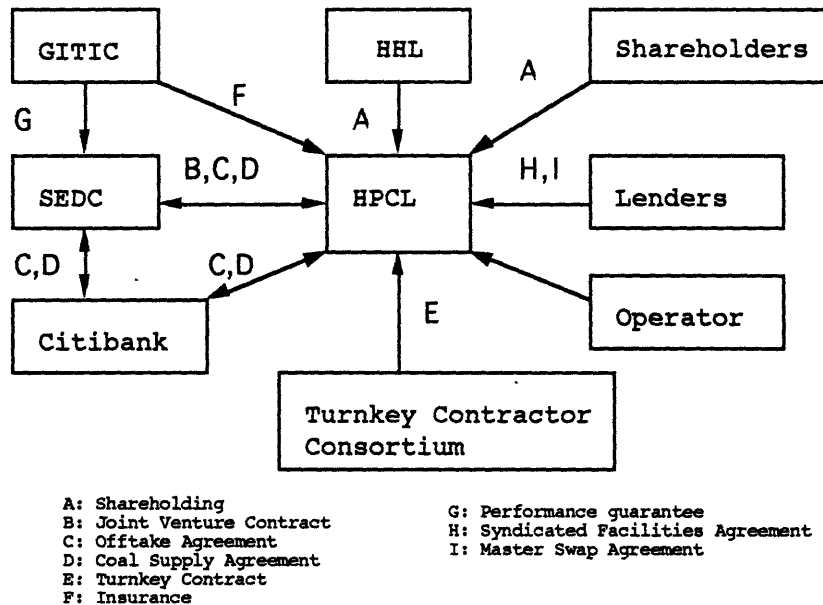 GITIC
HHL
Shareholders
A
F
G
A
B,C,D
H,I
SEDC
HPCL
Lenders
C,D
C,D
E
Operator
Citibank
Turnkey Contractor
Consortium
A: Shareholding
B: Joint Venture Contract
C: Offtake Agreement
D: Coal Supply Agreement
E: Turnkey Contract
F: Insurance
G: Performance guarantee
H: Syndicated Facilities Agreement
I: Master Swap Agreement